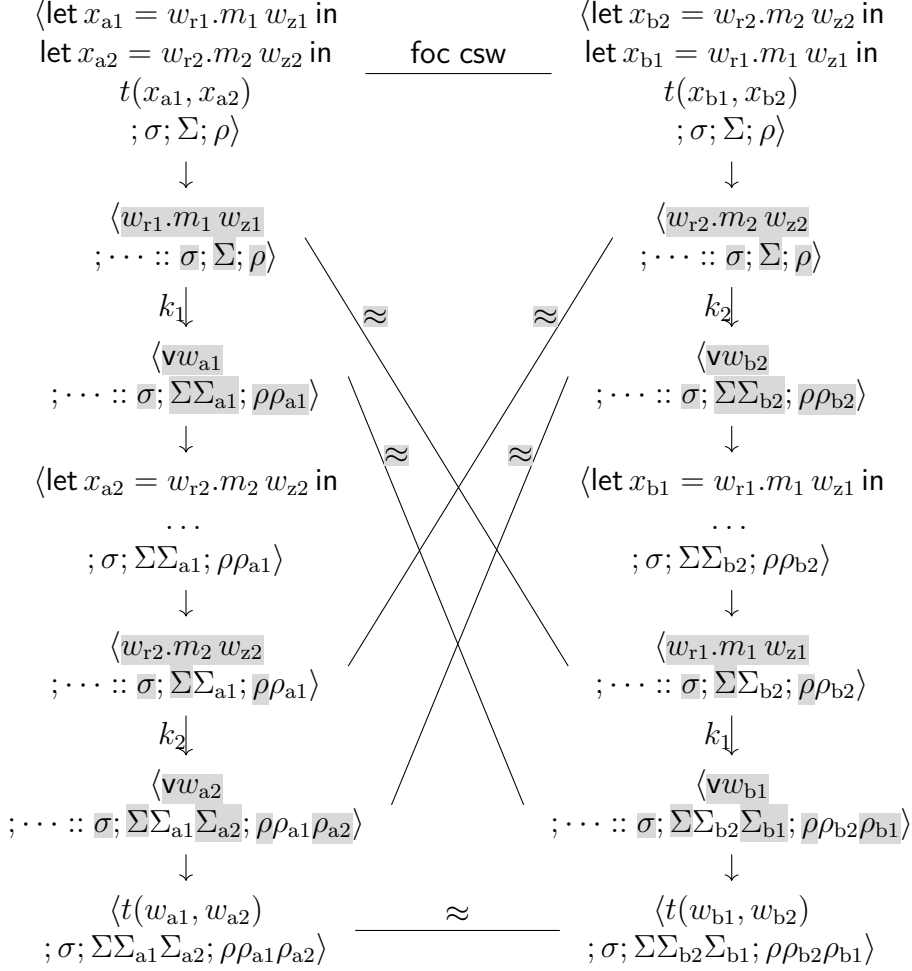 ⟨let x_a1 = w_r1.m_1 w_z1 in
let x_a2 = w_r2.m_2 w_z2 in
t(x_a1, x_a2)
; σ; Σ; ρ⟩
foc csw
⟨let x_b2 = w_r2.m_2 w_z2 in
let x_b1 = w_r1.m_1 w_z1 in
t(x_b1, x_b2)
; σ; Σ; ρ⟩
↓
↓
⟨w_r1.m_1 w_z1
; ··· :: σ; Σ; ρ⟩
⟨w_r2.m_2 w_z2
; ··· :: σ; Σ; ρ⟩
k_1↓
≈
≈
k_2↓
⟨vw_a1
; ··· :: σ; ΣΣ_a1; ρρ_a1⟩
⟨vw_b2
; ··· :: σ; ΣΣ_b2; ρρ_b2⟩
↓
≈
≈
↓
⟨let x_a2 = w_r2.m_2 w_z2 in
...
; σ; ΣΣ_a1; ρρ_a1⟩
⟨let x_b1 = w_r1.m_1 w_z1 in
...
; σ; ΣΣ_b2; ρρ_b2⟩
↓
↓
⟨w_r2.m_2 w_z2
; ··· :: σ; ΣΣ_a1; ρρ_a1⟩
⟨w_r1.m_1 w_z1
; ··· :: σ; ΣΣ_b2; ρρ_b2⟩
k_2↓
k_1↓
⟨vw_a2
; ··· :: σ; ΣΣ_a1Σ_a2; ρρ_a1ρ_a2⟩
⟨vw_b1
; ··· :: σ; ΣΣ_b2Σ_b1; ρρ_b2ρ_b1⟩
↓
↓
⟨t(w_a1, w_a2)
; σ; ΣΣ_a1Σ_a2; ρρ_a1ρ_a2⟩
≈
⟨t(w_b1, w_b2)
; σ; ΣΣ_b2Σ_b1; ρρ_b2ρ_b1⟩